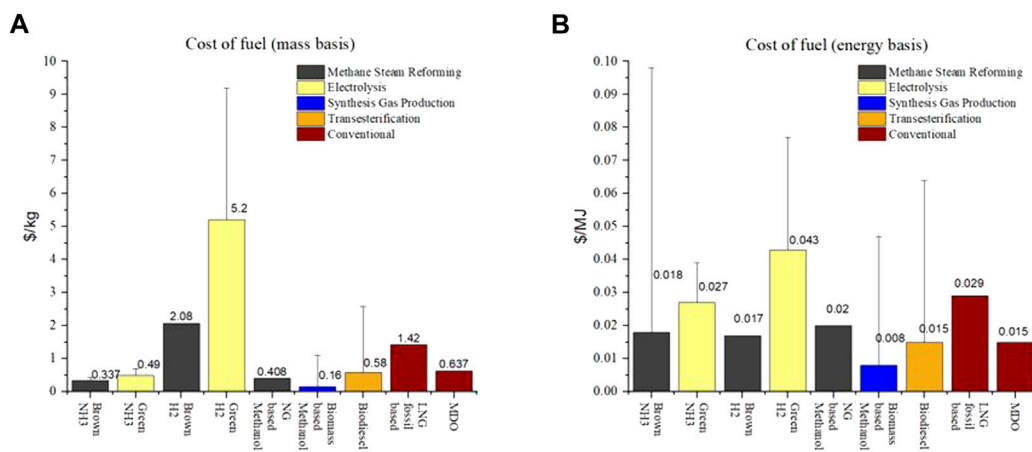 A
Cost of fuel (mass basis)
10
9
8
7
6
5
4
3
2
1
0
$/kg
Methane Steam Reforming
Electrolysis
Synthesis Gas Production
Transesterification
Conventional
0.337
0.49
2.08
5.2
0.408
0.16
0.58
1.42
0.637
Brown
NH3
Green
NH3
Brown
H2
Green
H2
NG
based
Methanol
Biomass
based
Methanol
Biodiesel
LNG
fossil
based
MDO
B
Cost of fuel (energy basis)
0.10
0.09
0.08
0.07
0.06
0.05
0.04
0.03
0.02
0.01
0.00
$/MJ
Methane Steam Reforming
Electrolysis
Synthesis Gas Production
Transesterification
Conventional
0.018
0.027
0.017
0.043
0.02
0.008
0.015
0.029
0.015
Brown
NH3
Green
NH3
Brown
H2
Green
H2
NG
based
Methanol
Biomass
based
Methanol
Biodiesel
LNG
fossil
based
MDO